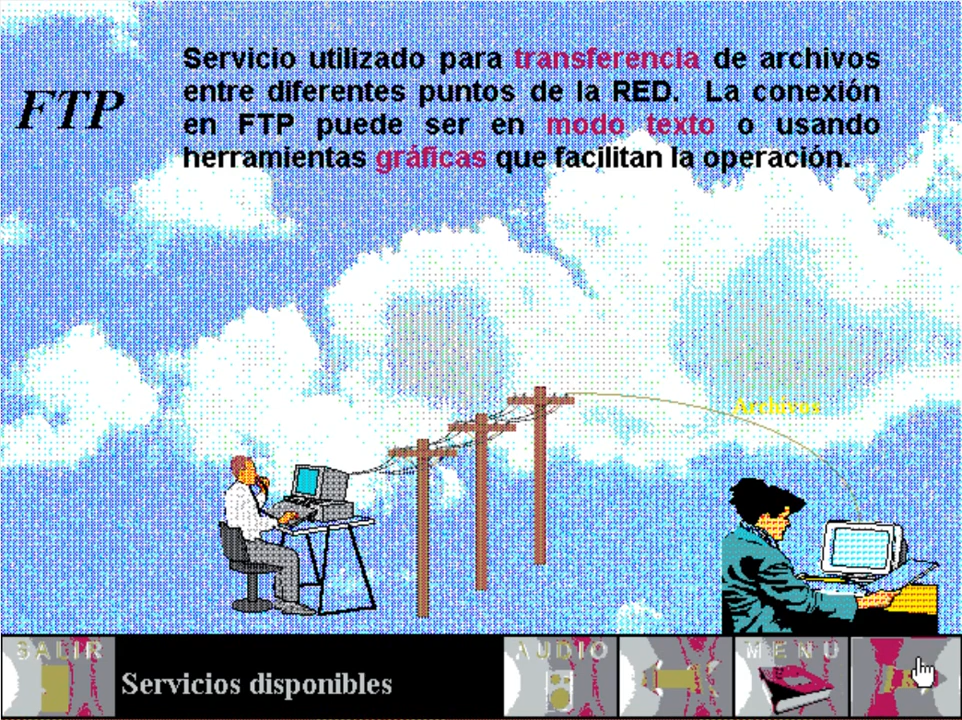 FTP
Servicio utilizado para transferencia de archivos
entre diferentes puntos de la RED. La conexión
en FTP puede ser en modo texto o usando
herramientas gráficas que facilitan la operación.
Archivos
SALIR
Servicios disponibles
AUDIO
MENU